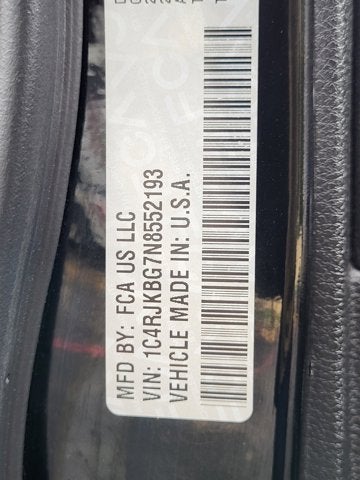 MFD BY: FCA US LLC
VIN: 1C4RJKBG7N8552193
VEHICLE MADE IN: U.S.A.